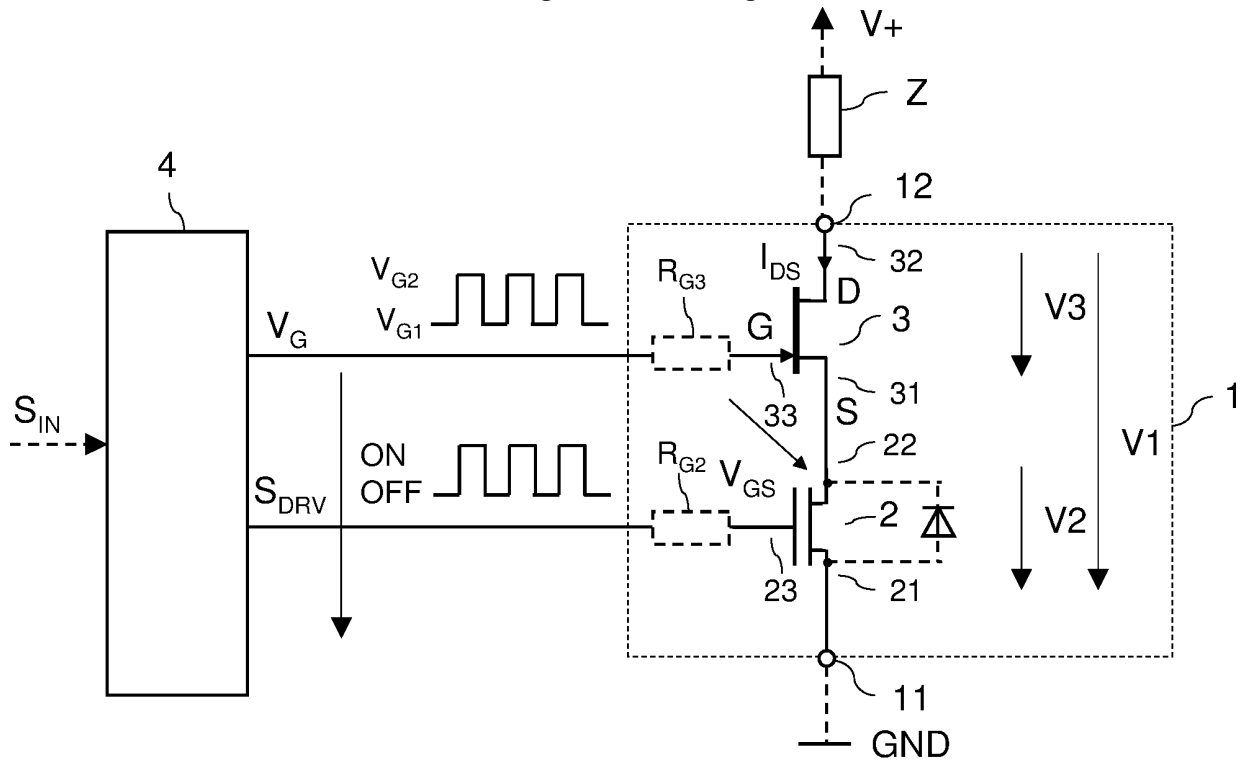 V+
Z
4
12
I_DS
32
V_G2
R_G3
D
V_G1
3
V3
V_G
G
31
1
33
S
S_IN
V1
22
ON
R_G2
V_GS
S_DRV
OFF
2
V2
23
21
11
GND